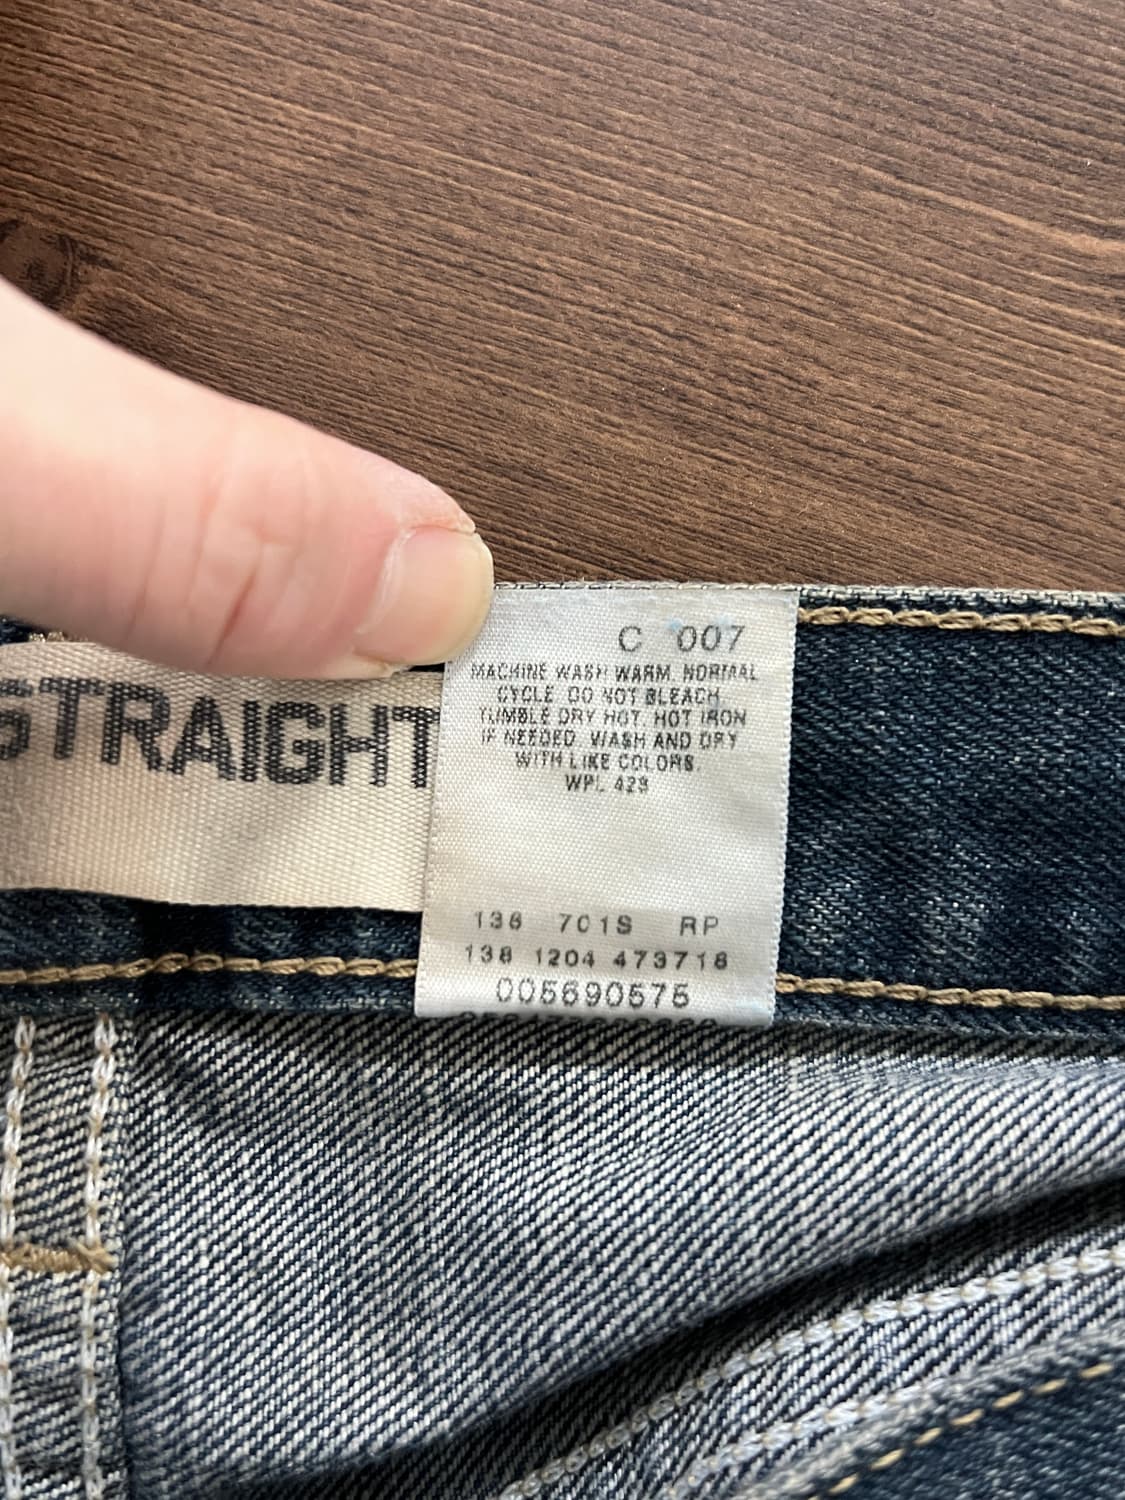 STRAIGHT
C 007
MACHINE WASH WARM, NORMAL
CYCLE. DO NOT BLEACH.
TUMBLE DRY HOT. HOT IRON
IF NEEDED. WASH AND DRY
WITH LIKE COLORS.
WPL 423
138 701S RP
138 1204 473718
005690575